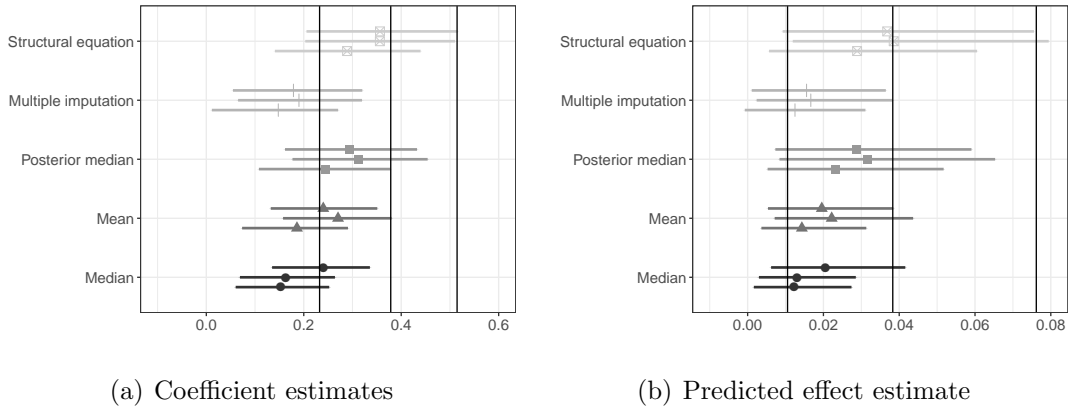 Structural equation
Multiple imputation
Posterior median
Mean
Median
0.0 0.2 0.4 0.6
(a) Coefficient estimates
Structural equation
Multiple imputation
Posterior median
Mean
Median
0.00 0.02 0.04 0.06 0.08
(b) Predicted effect estimate